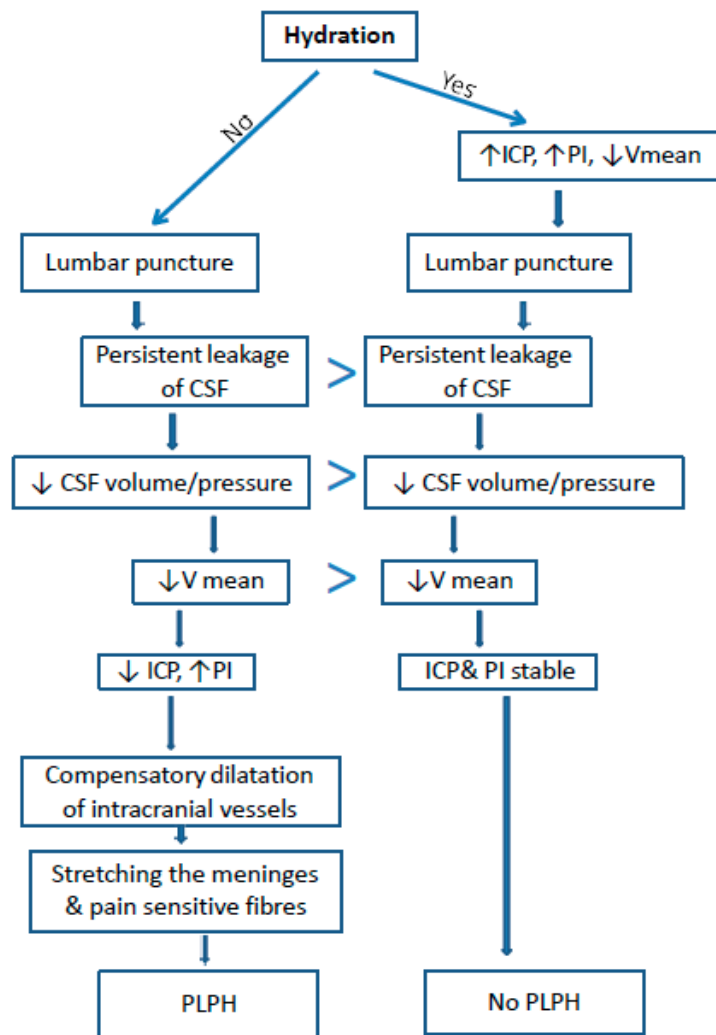 Hydration
No
Yes
↑ICP, ↑PI, ↓Vmean
Lumbar puncture
Lumbar puncture
Persistent leakage
of CSF
>
Persistent leakage
of CSF
↓ CSF volume/pressure
>
↓ CSF volume/pressure
↓V mean
>
↓V mean
↓ ICP, ↑PI
ICP& PI stable
Compensatory dilatation
of intracranial vessels
Stretching the meninges
& pain sensitive fibres
PLPH
No PLPH